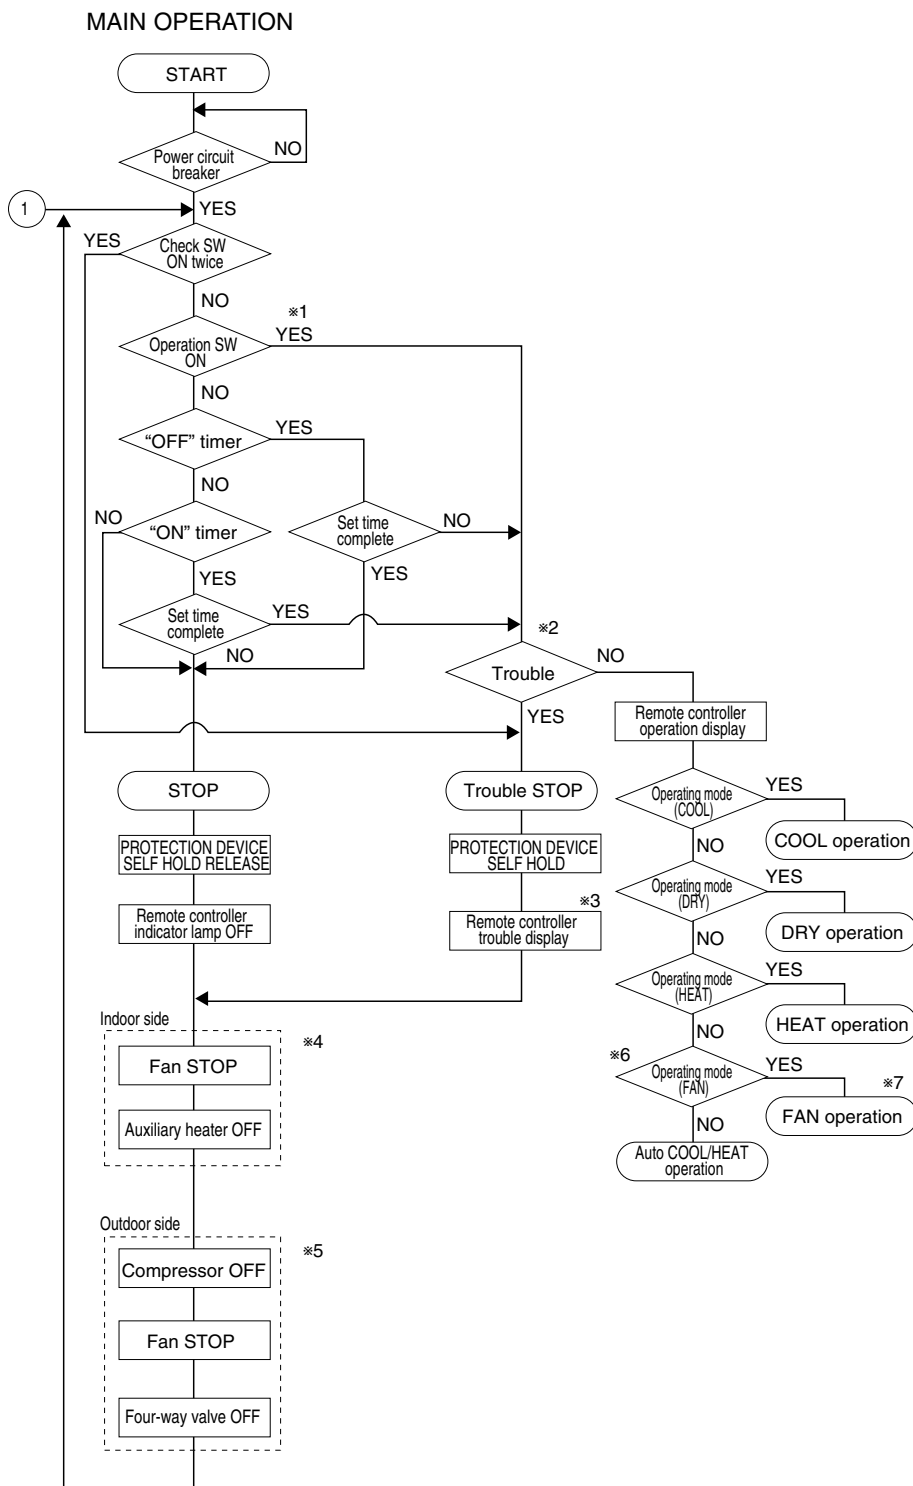 MAIN OPERATION
START
NO
Power circuit
breaker
1
YES
YES
Check SW
ON twice
NO
※1
YES
Operation SW
ON
NO
YES
“OFF” timer
NO
NO
“ON” timer
Set time
complete
NO
YES
YES
Set time
complete
YES
※2
NO
Trouble
NO
YES
Remote controller
operation display
STOP
Trouble STOP
Operating mode
(COOL)
YES
COOL operation
NO
PROTECTION DEVICE
SELF HOLD RELEASE
PROTECTION DEVICE
SELF HOLD
Operating mode
(DRY)
YES
DRY operation
NO
※3
Remote controller
indicator lamp OFF
Remote controller
trouble display
Operating mode
(HEAT)
YES
HEAT operation
NO
Indoor side
※4
Fan STOP
Auxiliary heater OFF
※6
Operating mode
(FAN)
YES
※7
FAN operation
NO
Auto COOL/HEAT
operation
Outdoor side
※5
Compressor OFF
Fan STOP
Four-way valve OFF